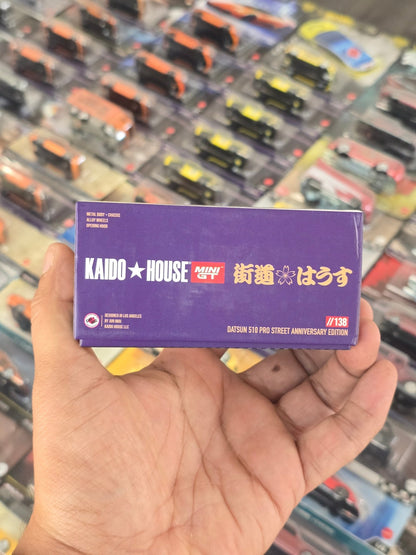 METAL BODY + CHASSIS
ALLOY WHEELS
OPENING HOOD
KAIDO★HOUSE MINI GT 街道はうす
DESIGNED IN LOS ANGELES
BY JUN IMAI
KAIDO HOUSE LLC
//138
DATSUN 510 PRO STREET ANNIVERSARY EDITION